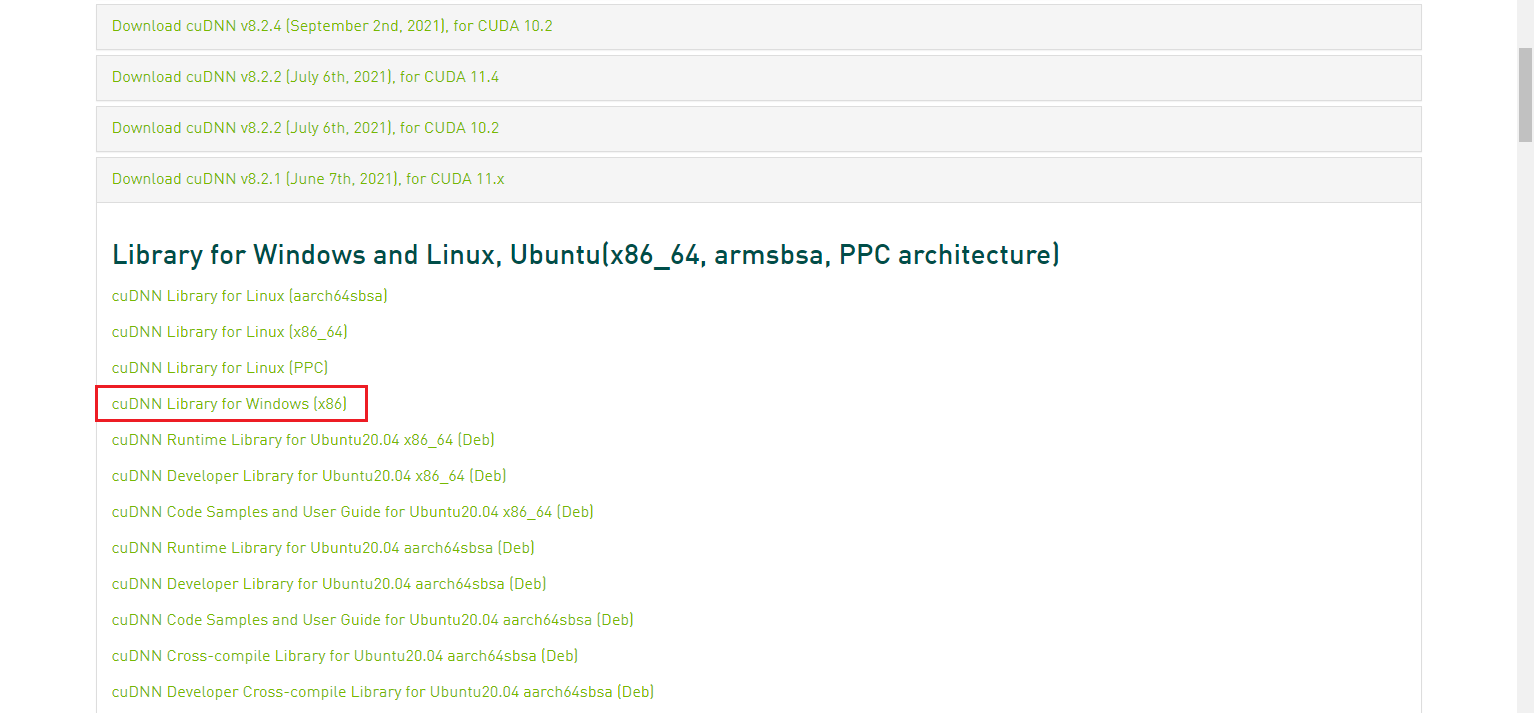 Download cuDNN v8.2.4 (September 2nd, 2021), for CUDA 10.2
Download cuDNN v8.2.2 (July 6th, 2021), for CUDA 11.4
Download cuDNN v8.2.2 (July 6th, 2021), for CUDA 10.2
Download cuDNN v8.2.1 (June 7th, 2021), for CUDA 11.x
Library for Windows and Linux, Ubuntu(x86_64, armsbsa, PPC architecture)
cuDNN Library for Linux (aarch64sbsa)
cuDNN Library for Linux (x86_64)
cuDNN Library for Linux (PPC)
cuDNN Library for Windows (x86)
cuDNN Runtime Library for Ubuntu20.04 x86_64 (Deb)
cuDNN Developer Library for Ubuntu20.04 x86_64 (Deb)
cuDNN Code Samples and User Guide for Ubuntu20.04 x86_64 (Deb)
cuDNN Runtime Library for Ubuntu20.04 aarch64sbsa (Deb)
cuDNN Developer Library for Ubuntu20.04 aarch64sbsa (Deb)
cuDNN Code Samples and User Guide for Ubuntu20.04 aarch64sbsa (Deb)
cuDNN Cross-compile Library for Ubuntu20.04 aarch64sbsa (Deb)
cuDNN Developer Cross-compile Library for Ubuntu20.04 aarch64sbsa (Deb)